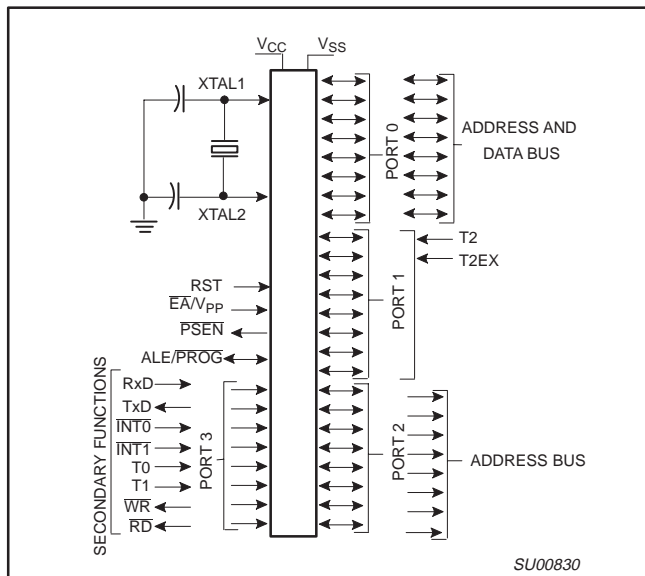 VCC
VSS
XTAL1
XTAL2
PORT 0
ADDRESS AND
DATA BUS
T2
T2EX
PORT 1
RST
EA/VPP
PSEN
ALE/PROG
SECONDARY FUNCTIONS
RxD
TxD
INT0
INT1
T0
T1
WR
RD
PORT 3
PORT 2
ADDRESS BUS
SU00830